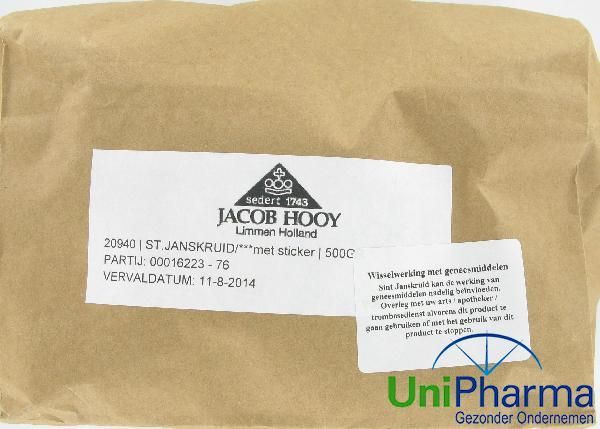 sedert 1743
JACOB HOOY
Limmen Holland
20940 | ST.JANSKRUID/***met sticker | 500G
PARTIJ: 00016223 - 76
VERVALDATUM: 11-8-2014
Wisselwerking met geneesmiddelen
Sint Janskruid kan de werking van
geneesmiddelen nadelig beinvloeden.
Overleg met uw arts / apotheker /
trombosedienst alvorens dit product te
gaan gebruiken of met het gebruik van dit
product te stoppen.
UniPharma
Gezonder Ondernemen